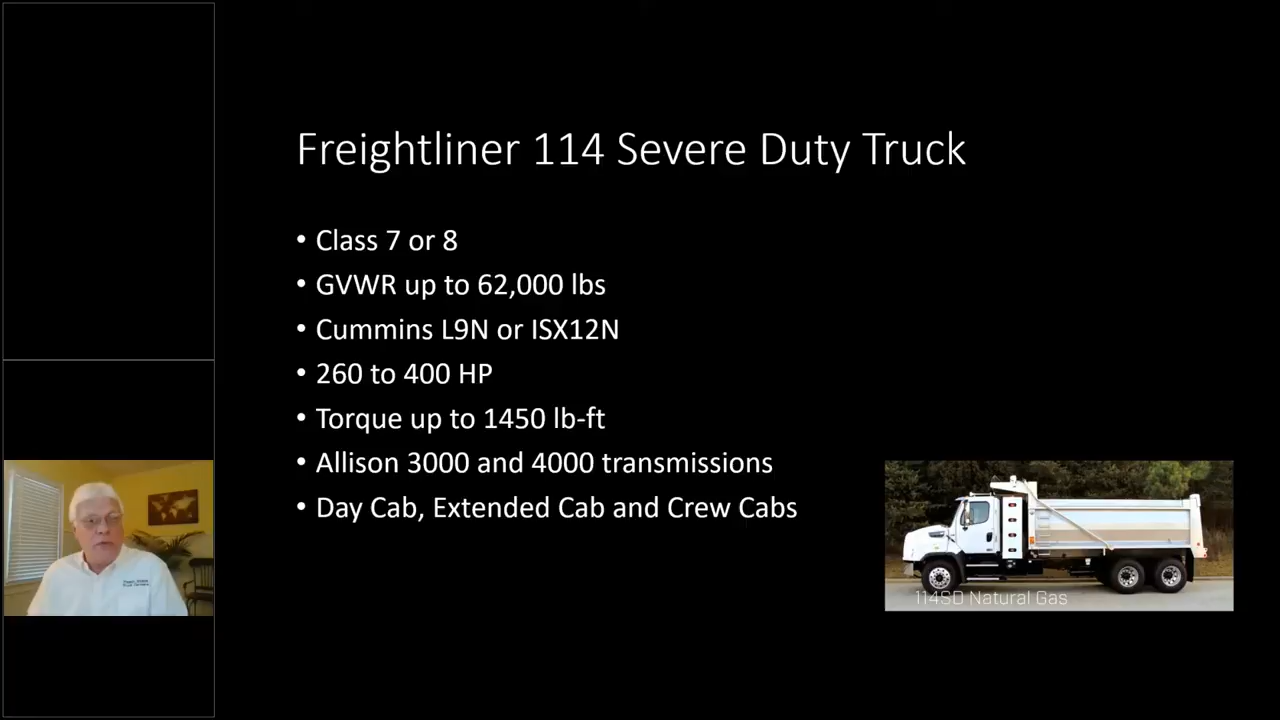 Freightliner 114 Severe Duty Truck
• Class 7 or 8
• GVWR up to 62,000 lbs
• Cummins L9N or ISX12N
• 260 to 400 HP
• Torque up to 1450 lb-ft
• Allison 3000 and 4000 transmissions
• Day Cab, Extended Cab and Crew Cabs
114SD Natural Gas